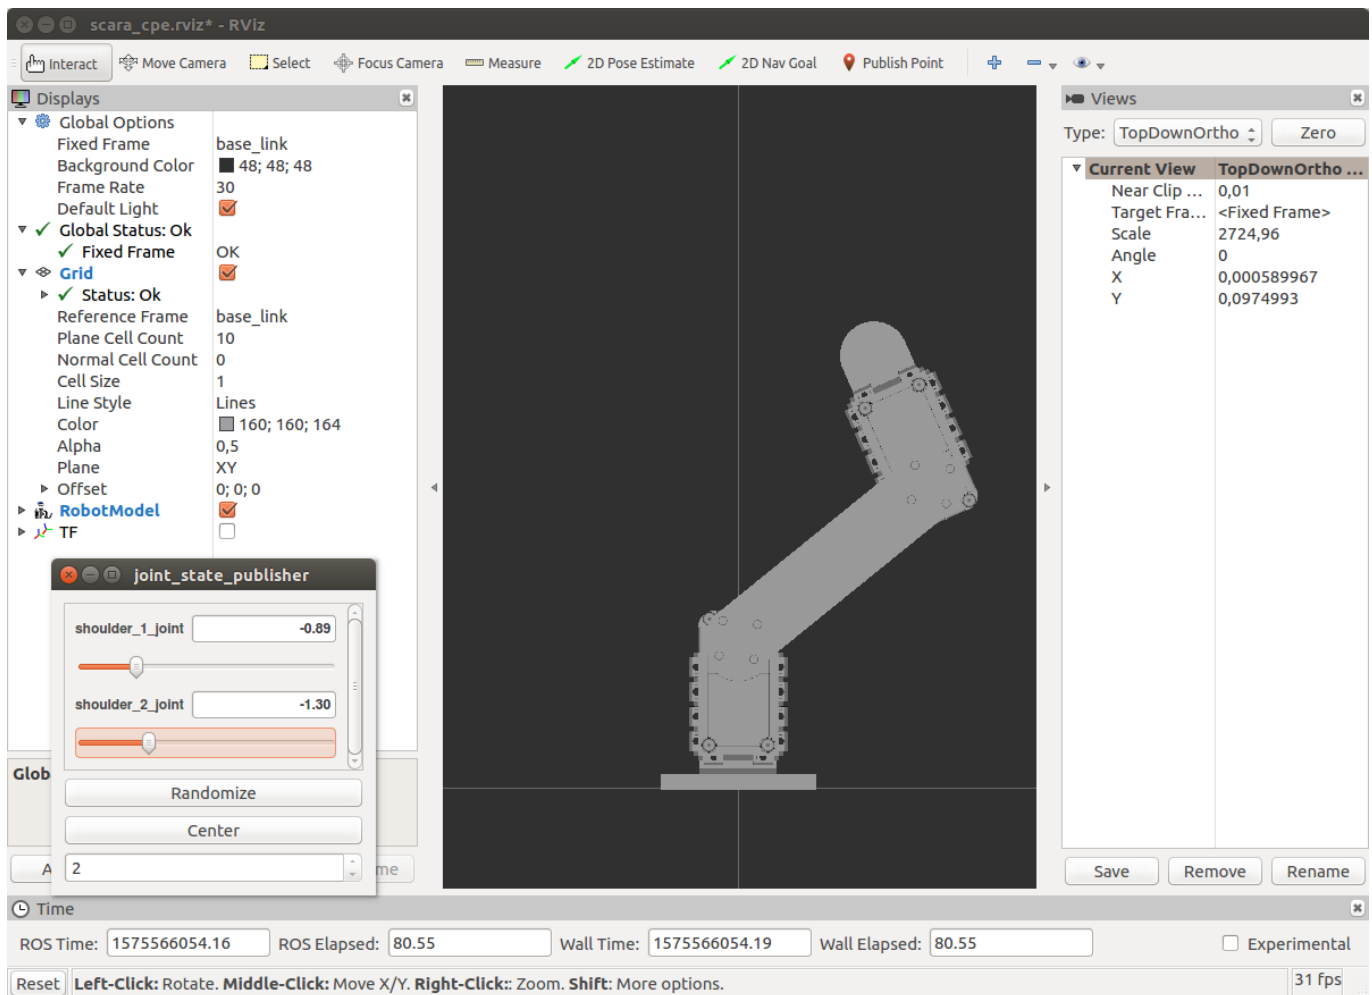 scara_cpe.rviz* - RViz
Interact Move Camera Select Focus Camera Measure 2D Pose Estimate 2D Nav Goal Publish Point
Displays
Global Options
Fixed Frame base_link
Background Color 48; 48; 48
Frame Rate 30
Default Light
Global Status: Ok
Fixed Frame OK
Grid
Status: Ok
Reference Frame base_link
Plane Cell Count 10
Normal Cell Count 0
Cell Size 1
Line Style Lines
Color 160; 160; 164
Alpha 0,5
Plane XY
Offset 0; 0; 0
RobotModel
TF
joint_state_publisher
shoulder_1_joint -0.89
shoulder_2_joint -1.30
Randomize
Center
2
Glob
A
me
Views
Type: TopDownOrtho Zero
Current View TopDownOrtho ...
Near Clip ... 0,01
Target Fra... <Fixed Frame>
Scale 2724,96
Angle 0
X 0,000589967
Y 0,0974993
Save Remove Rename
Time
ROS Time: 1575566054.16 ROS Elapsed: 80.55 Wall Time: 1575566054.19 Wall Elapsed: 80.55 Experimental
Reset Left-Click: Rotate. Middle-Click: Move X/Y. Right-Click:: Zoom. Shift: More options. 31 fps